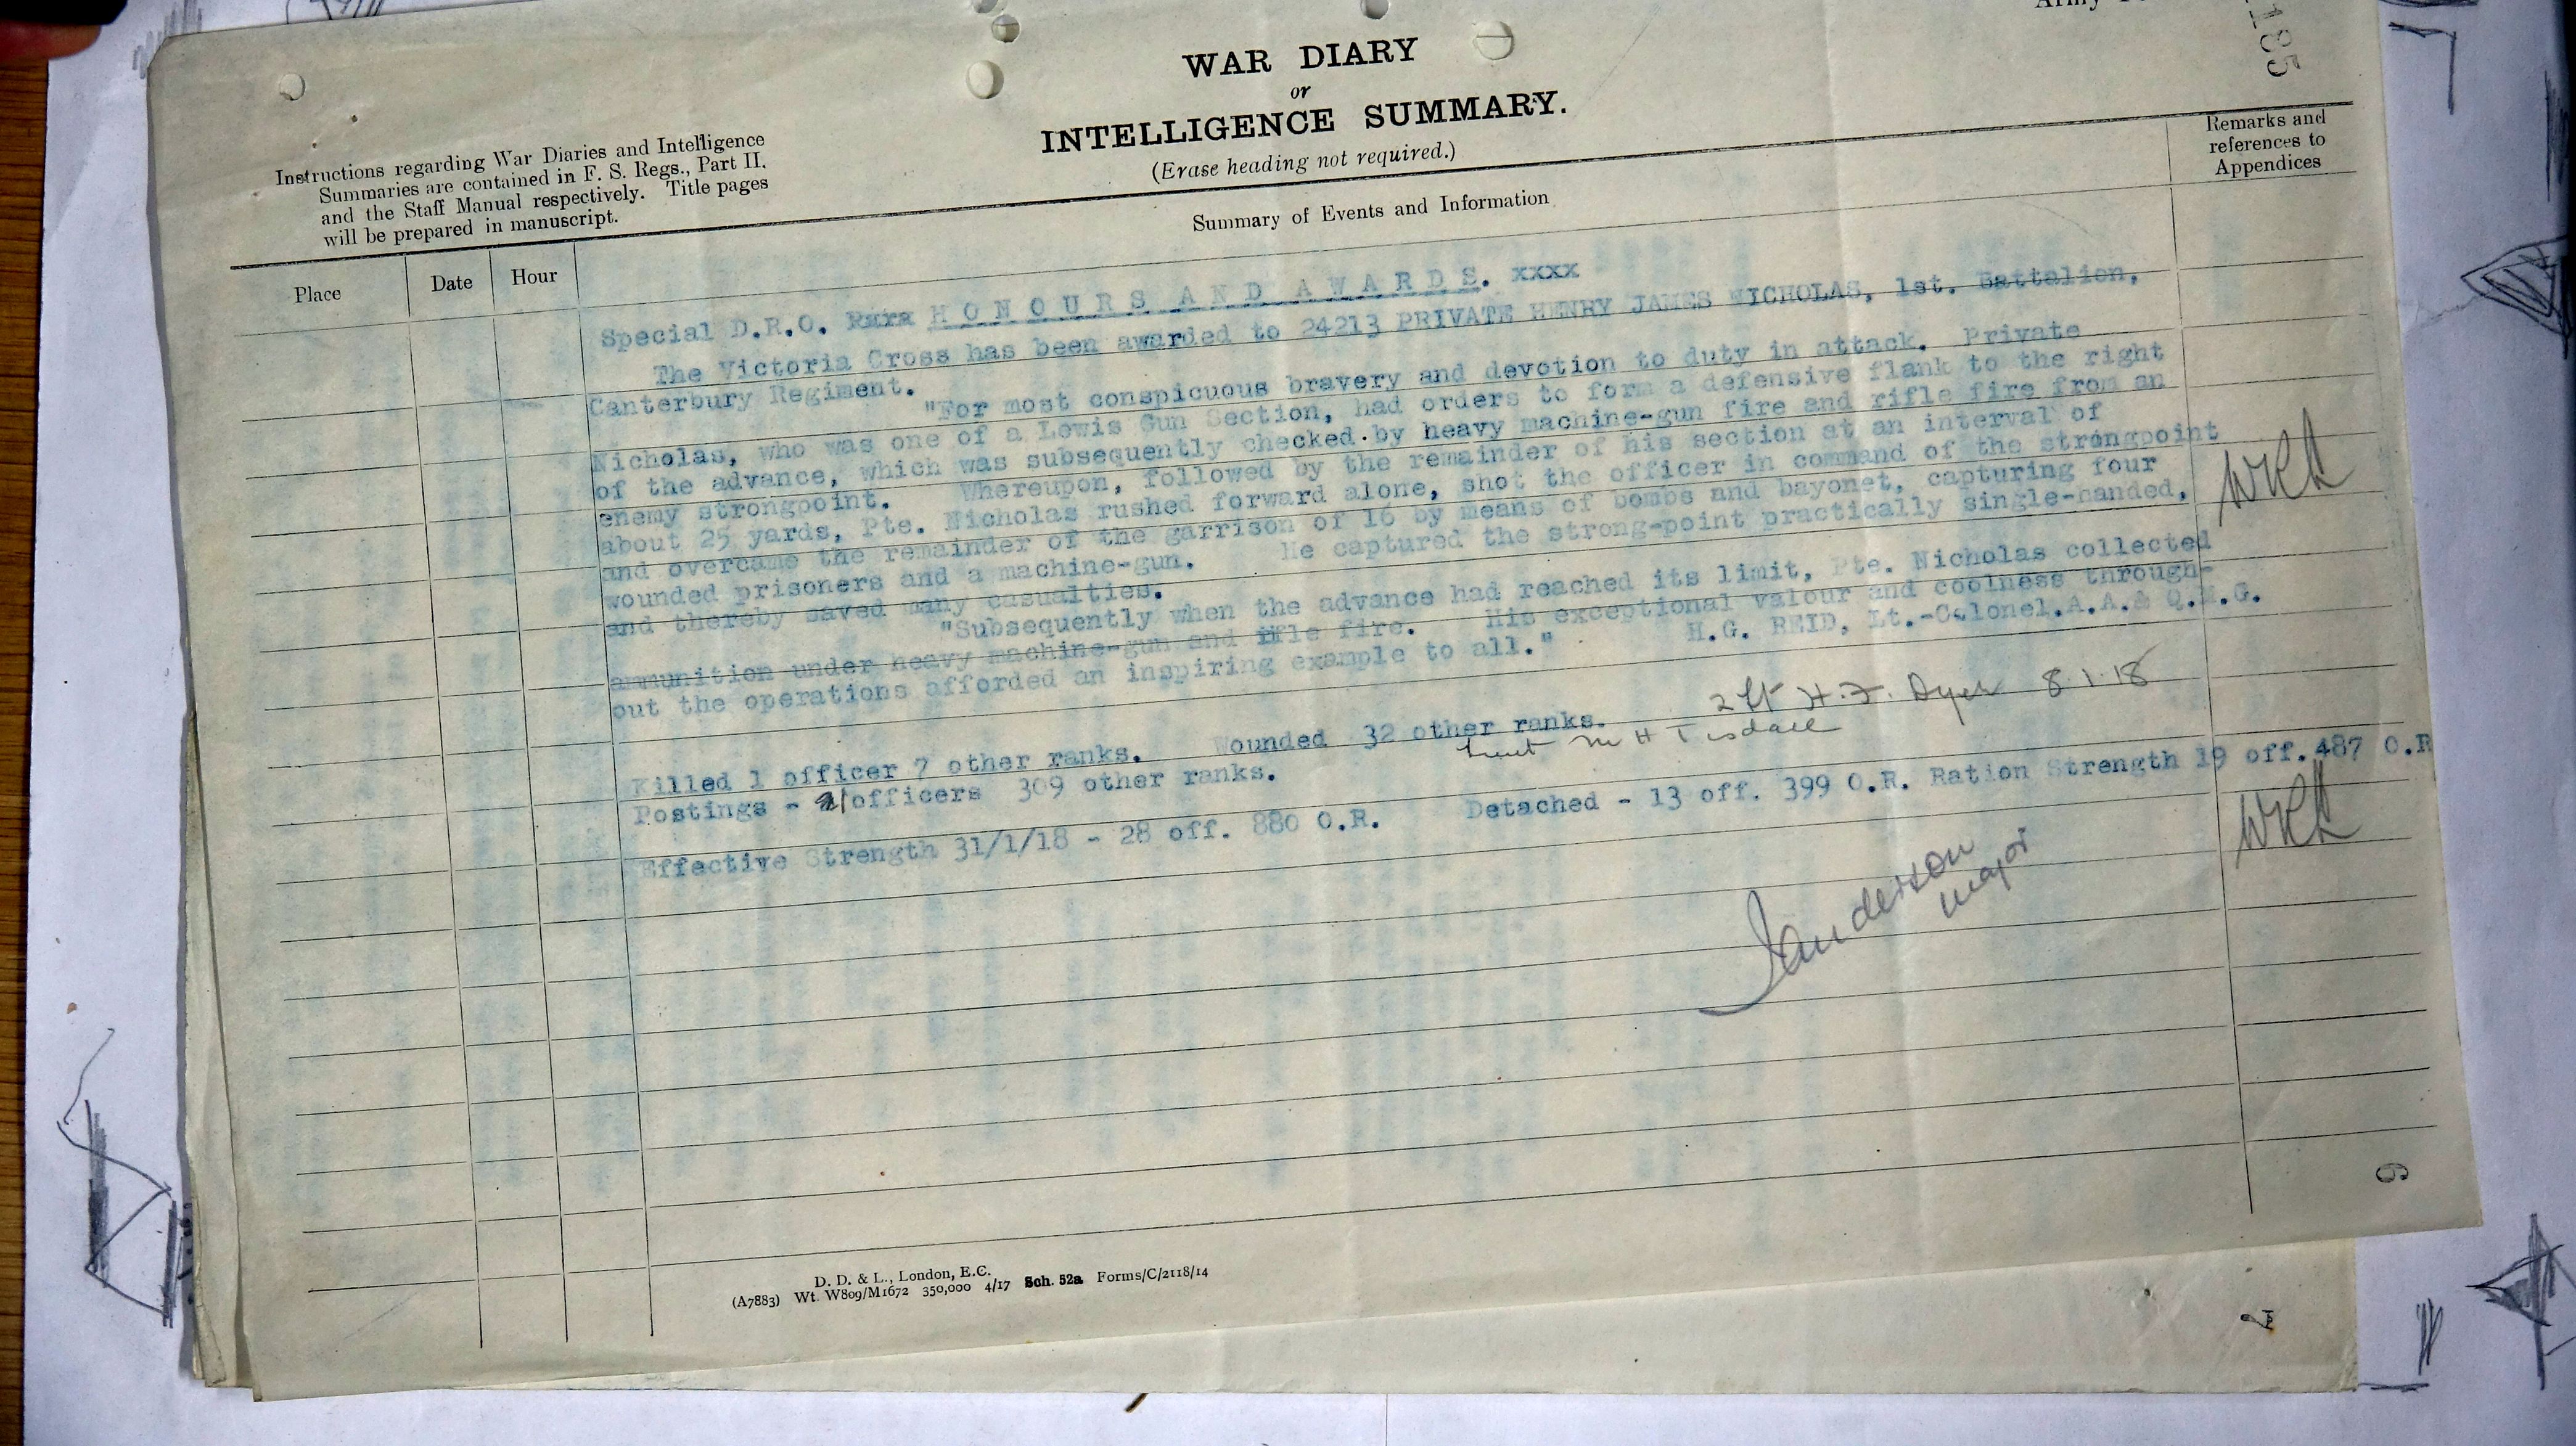 Army
185
WAR DIARY
or
INTELLIGENCE SUMMARY.
(Erase heading not required.)
Instructions regarding War Diaries and Intelligence
Summaries are contained in F. S. Regs., Part II.
and the Staff Manual respectively. Title pages
will be prepared in manuscript.
Remarks and
references to
Appendices
Summary of Events and Information
Place
Date
Hour
Special D.R.O. H O N O U R S A N D A W A R D S. xxxx
The Victoria Cross has been awarded to 24213 PRIVATE HENRY JAMES NICHOLAS, 1st. Battalion,
Canterbury Regiment.
"For most conspicuous bravery and devotion to duty in attack. Private
Nicholas, who was one of a Lewis Gun Section, had orders to form a defensive flank to the right
of the advance, which was subsequently checked by heavy machine-gun fire and rifle fire from an
enemy strongpoint. Whereupon, followed by the remainder of his section at an interval of
about 25 yards, Pte. Nicholas rushed forward alone, shot the officer in command of the strongpoint
and overcame the remainder of the garrison of 16 by means of bombs and bayonet, capturing four
wounded prisoners and a machine-gun. He captured the strong-point practically single-handed,
and thereby saved many casualties.
"Subsequently when the advance had reached its limit, Pte. Nicholas collected
ammunition under heavy machine-gun and rifle fire. His exceptional valour and coolness through-
out the operations afforded an inspiring example to all."
H.G. REID, Lt.-Colonel.A.A.& Q.M.G.
2 Lt H.F. Dyer 8.1.18
Killed 1 officer 7 other ranks. Wounded 32 other ranks.
Lieut M H Tisdall
Postings - 1 officers 309 other ranks.
Effective Strength 31/1/18 - 28 off. 880 O.R. Detached - 13 off. 399 O.R. Ration Strength 19 off. 487 O.R
Sanderson
Major
D. D. & L., London, E.C.
(A7883) Wt. W809/M1672 350,000 4/17 Sch. 52a Forms/C/2118/14
6
7